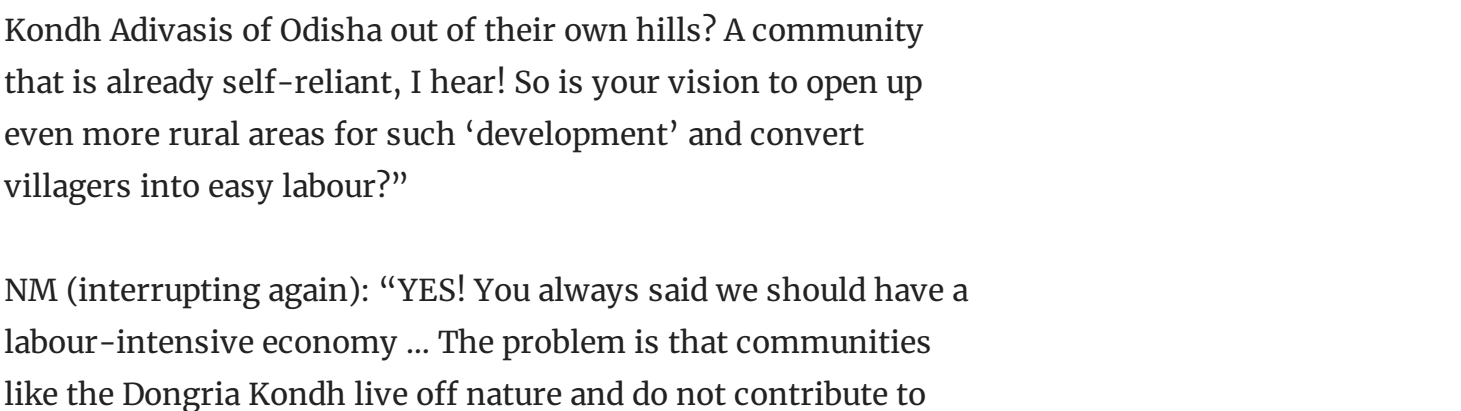 Kondh Adivasis of Odisha out of their own hills? A community
that is already self-reliant, I hear! So is your vision to open up
even more rural areas for such ‘development’ and convert
villagers into easy labour?”
NM (interrupting again): “YES! You always said we should have a
labour-intensive economy … The problem is that communities
like the Dongria Kondh live off nature and do not contribute to